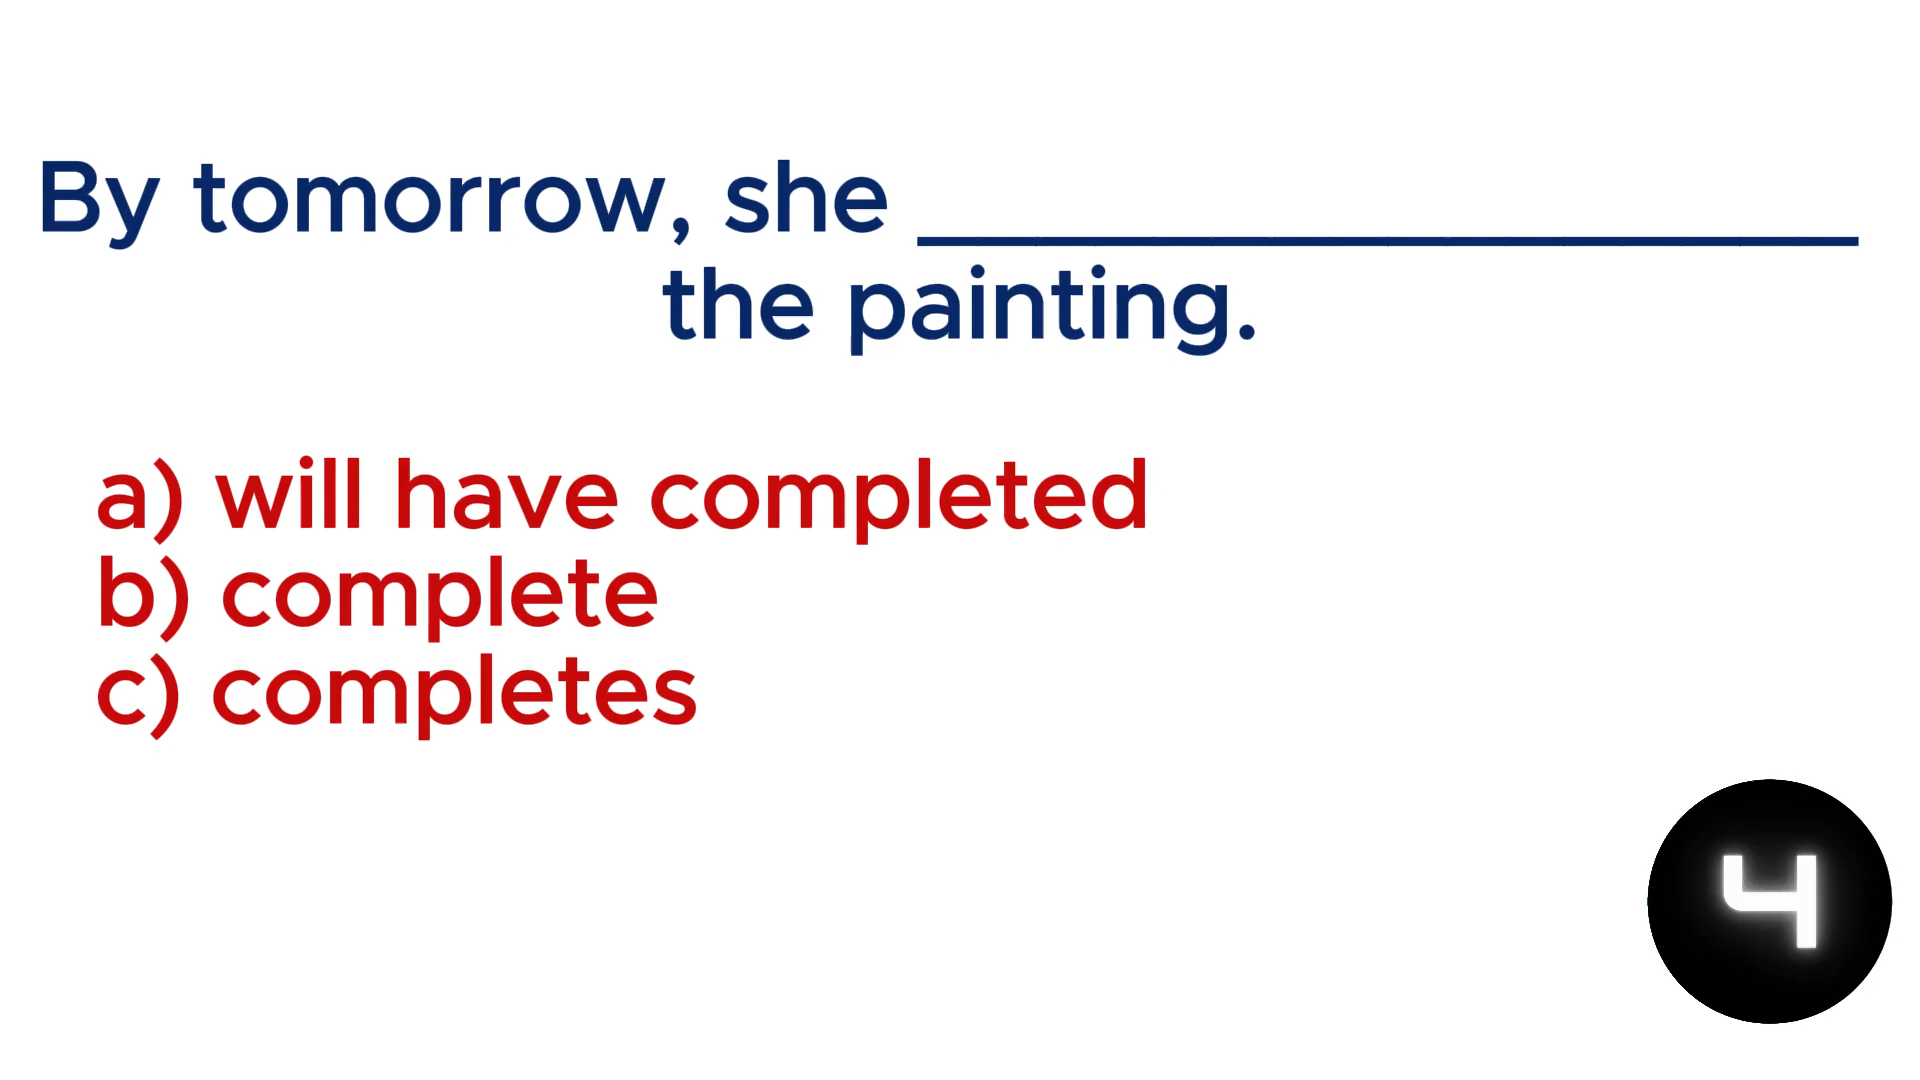 By tomorrow, she ________________
the painting.
a) will have completed
b) complete
c) completes
4